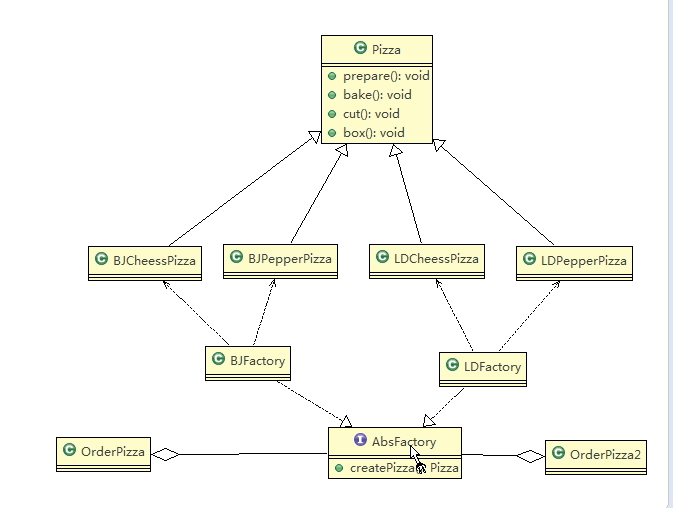 Pizza
prepare(): void
bake(): void
cut(): void
box(): void
BJCheessPizza
BJPepperPizza
LDCheessPizza
LDPepperPizza
BJFactory
LDFactory
AbsFactory
createPizza Pizza
OrderPizza
OrderPizza2